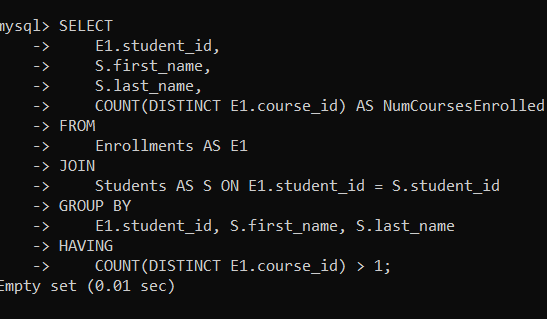 mysql> SELECT
-> E1.student_id,
-> S.first_name,
-> S.last_name,
-> COUNT(DISTINCT E1.course_id) AS NumCoursesEnrolled
-> FROM
-> Enrollments AS E1
-> JOIN
-> Students AS S ON E1.student_id = S.student_id
-> GROUP BY
-> E1.student_id, S.first_name, S.last_name
-> HAVING
-> COUNT(DISTINCT E1.course_id) > 1;
Empty set (0.01 sec)